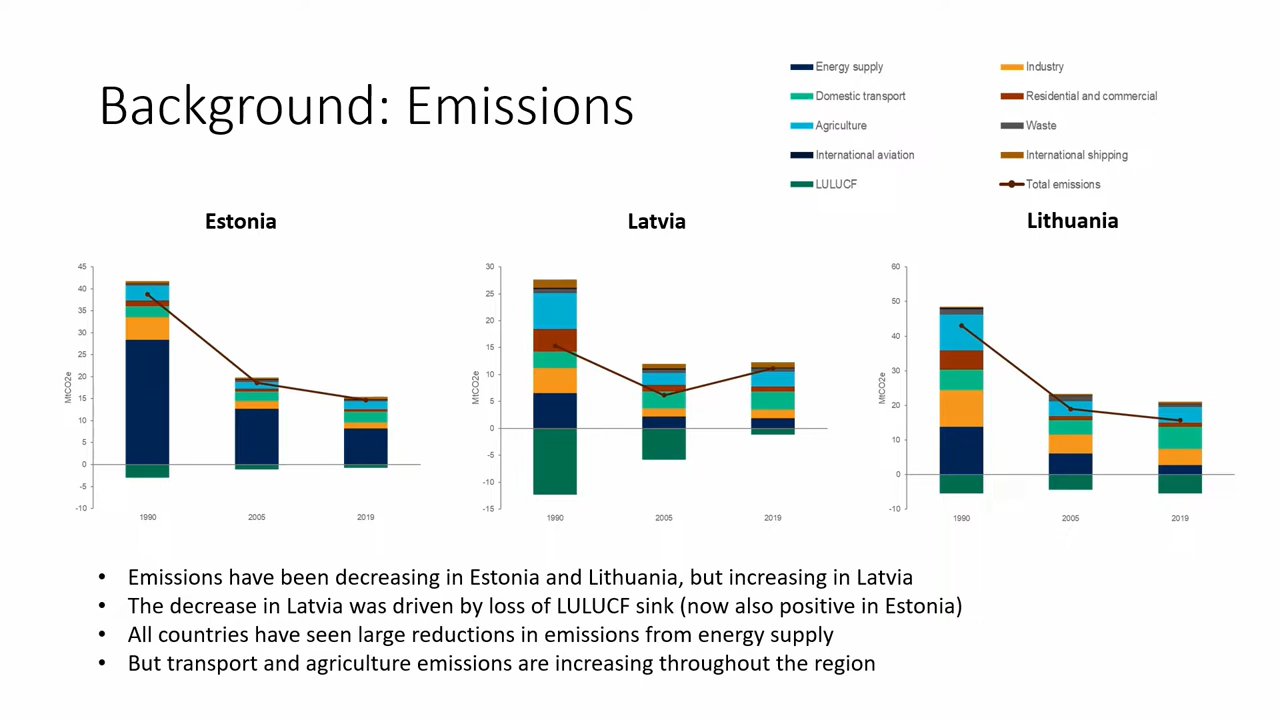 Background: Emissions
Energy supply
Industry
Domestic transport
Residential and commercial
Agriculture
Waste
International aviation
International shipping
LULUCF
Total emissions
Estonia
45
40
35
30
25
20
15
10
5
0
-5
-10
MtCO2e
1990
2005
2019
Latvia
30
25
20
15
10
5
0
-5
-10
-15
MtCO2e
1990
2005
2019
Lithuania
60
50
40
30
20
10
0
-10
MtCO2e
1990
2005
2019
• Emissions have been decreasing in Estonia and Lithuania, but increasing in Latvia
• The decrease in Latvia was driven by loss of LULUCF sink (now also positive in Estonia)
• All countries have seen large reductions in emissions from energy supply
• But transport and agriculture emissions are increasing throughout the region